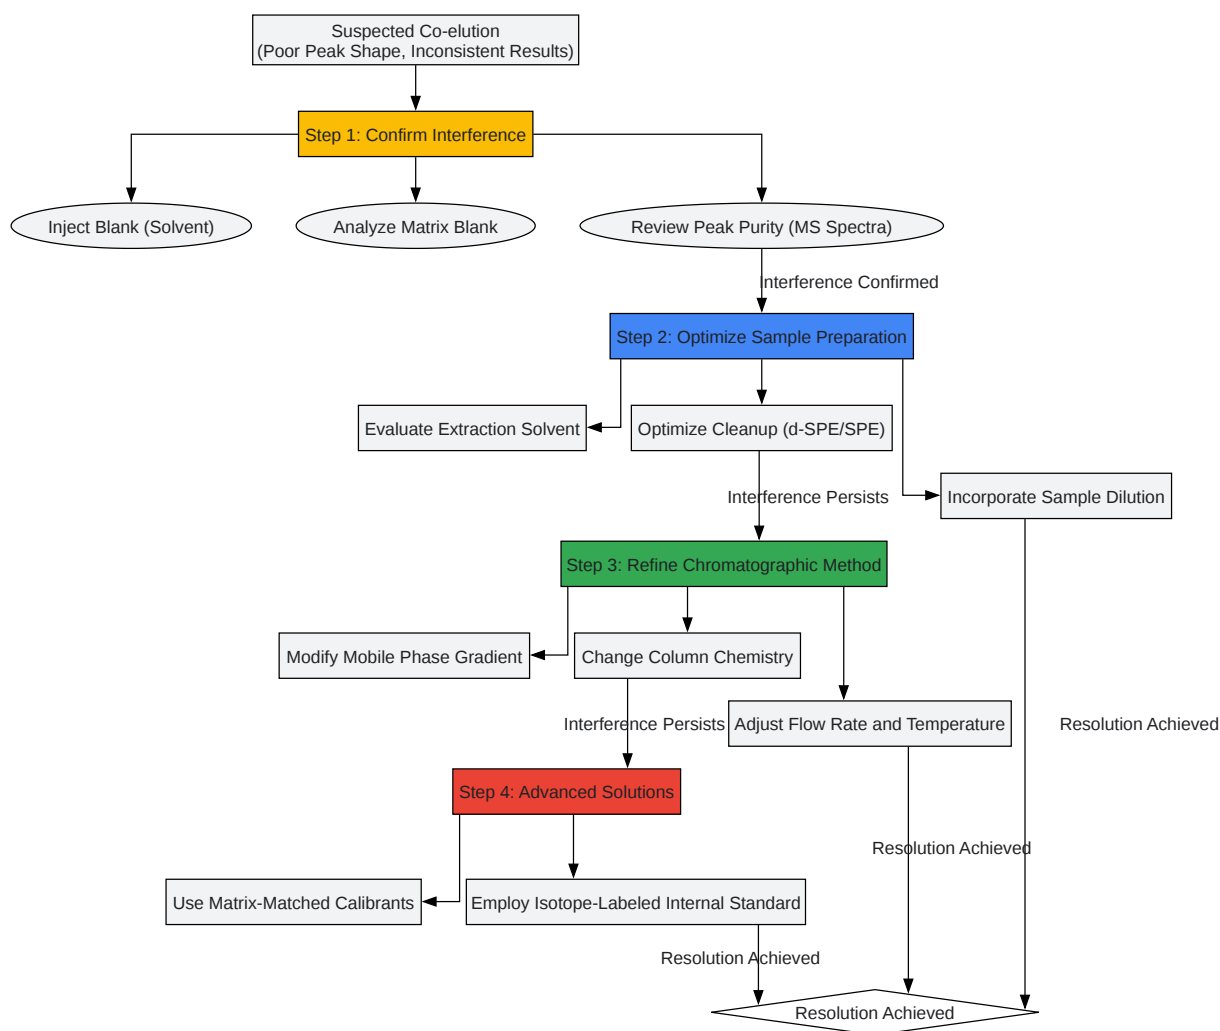 Suspected Co-elution
(Poor Peak Shape, Inconsistent Results)
Step 1: Confirm Interference
Inject Blank (Solvent)
Analyze Matrix Blank
Review Peak Purity (MS Spectra)
Interference Confirmed
Step 2: Optimize Sample Preparation
Evaluate Extraction Solvent
Optimize Cleanup (d-SPE/SPE)
Interference Persists
Incorporate Sample Dilution
Step 3: Refine Chromatographic Method
Modify Mobile Phase Gradient
Change Column Chemistry
Interference Persists
Adjust Flow Rate and Temperature
Resolution Achieved
Step 4: Advanced Solutions
Resolution Achieved
Use Matrix-Matched Calibrants
Employ Isotope-Labeled Internal Standard
Resolution Achieved
Resolution Achieved